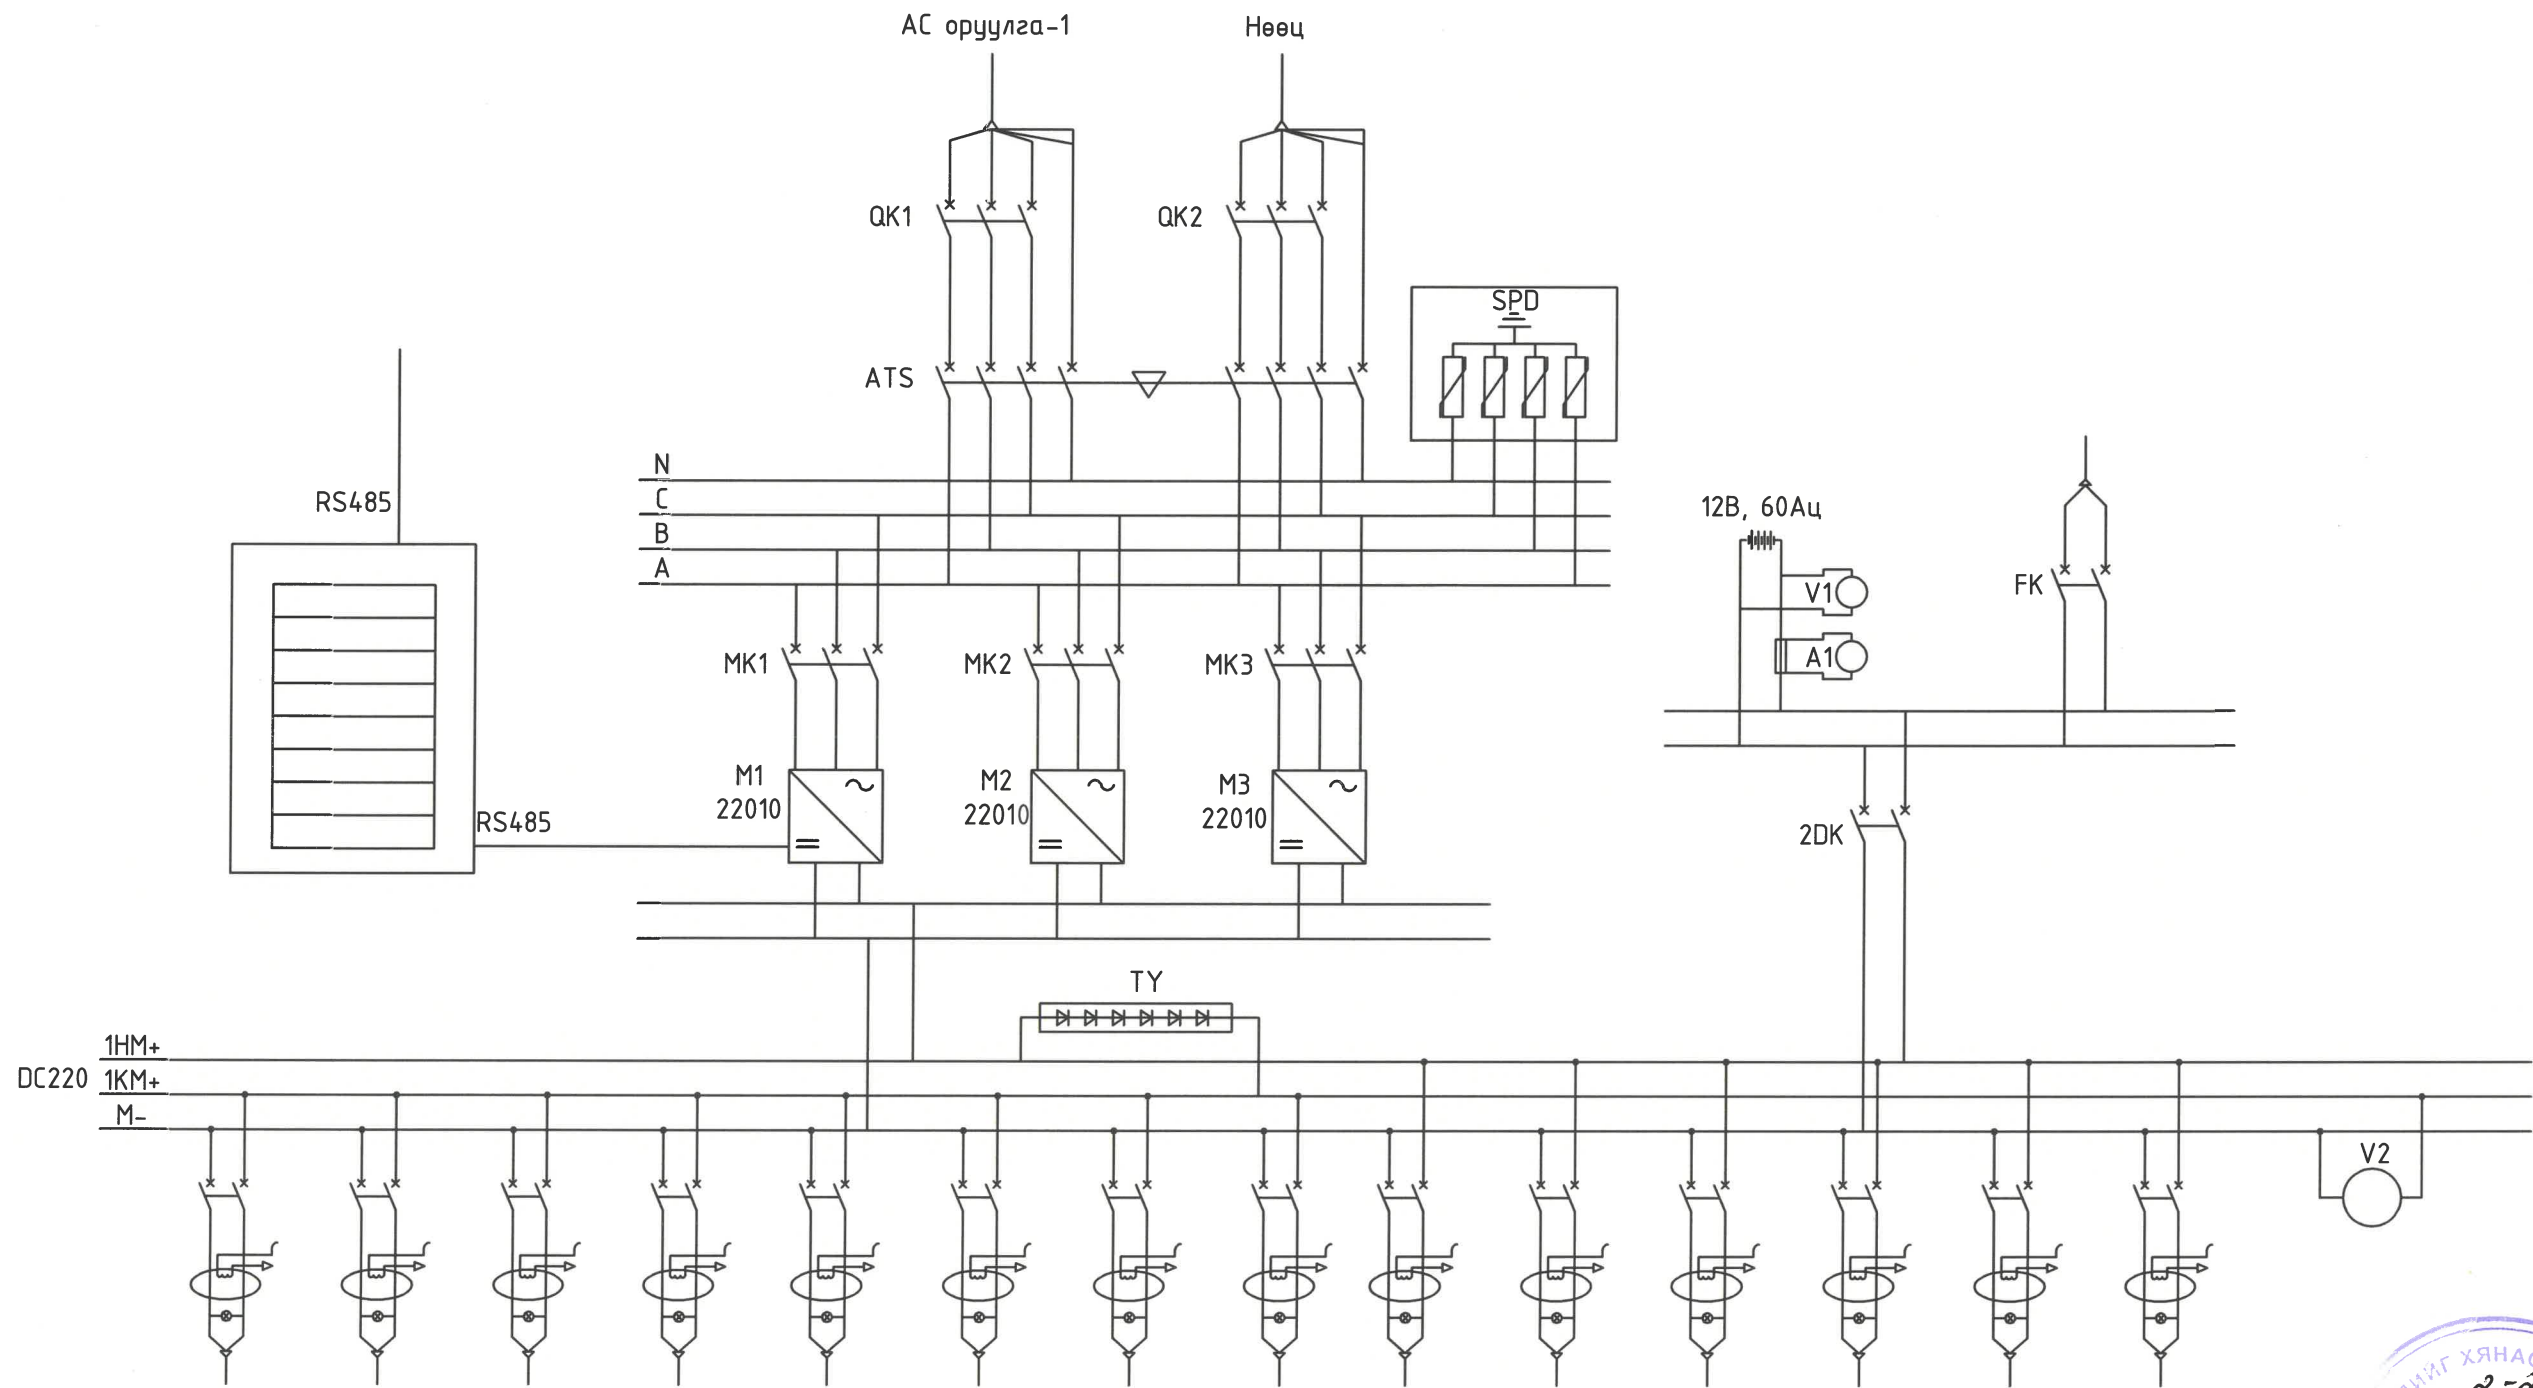 АС оруулга-1
Нөөц
QK1
QK2
SPD
ATS
N
C
B
A
RS485
12В, 60Ац
V1
FK
A1
MK1
MK2
MK3
M1
22010
M2
22010
M3
22010
RS485
2DK
TY
1HM+
DC220
1KM+
M-
V2